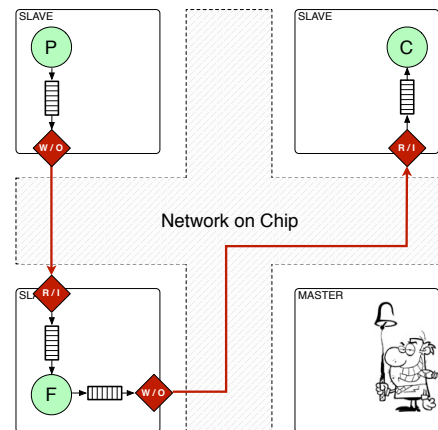 SLAVE
P
W / O
SLAVE
C
R / I
Network on Chip
R / I
F
W / O
MASTER